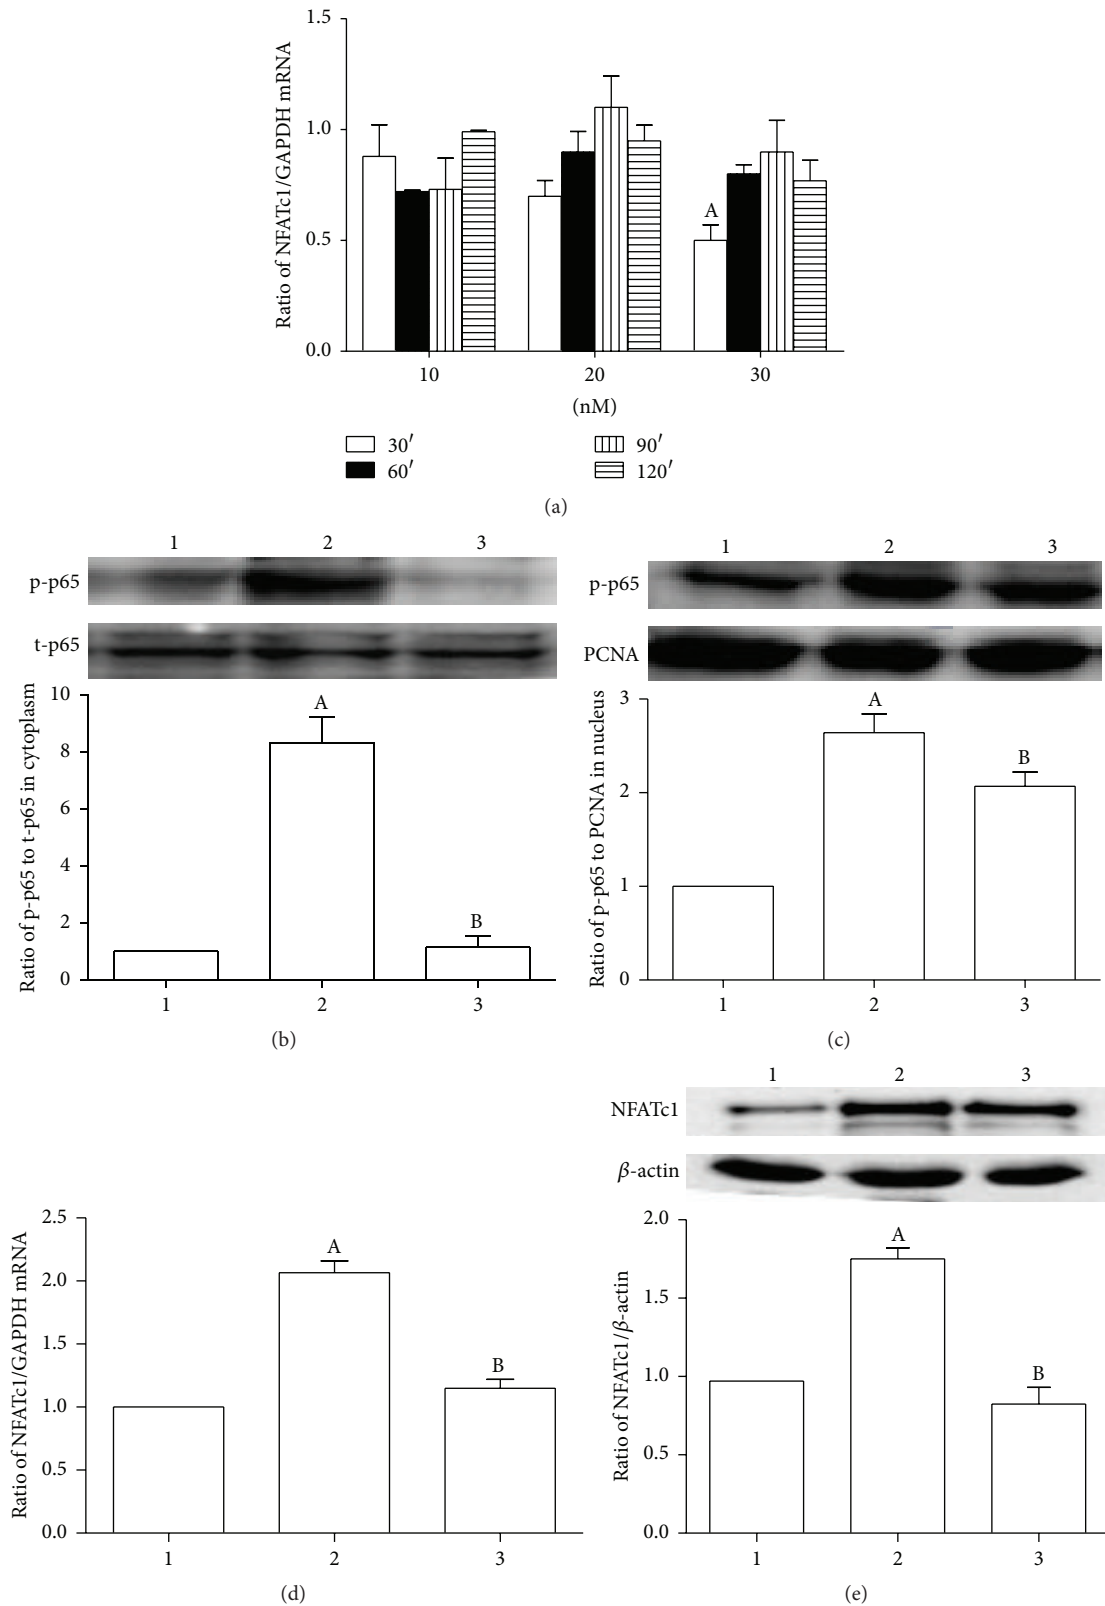 Ratio of NFATc1/GAPDH mRNA
1.5
1.0
0.5
0.0
A
10 20 30
(nM)
30′ 90′
60′ 120′
(a)
1 2 3
p-p65
t-p65
Ratio of p-p65 to t-p65 in cytoplasm
10
8
6
4
2
0
A
B
1 2 3
(b)
1 2 3
p-p65
PCNA
Ratio of p-p65 to PCNA in nucleus
3
2
1
0
A
B
1 2 3
(c)
Ratio of NFATc1/GAPDH mRNA
2.5
2.0
1.5
1.0
0.5
0.0
A
B
1 2 3
(d)
1 2 3
NFATc1
β-actin
Ratio of NFATc1/β-actin
2.0
1.5
1.0
0.5
0.0
A
B
1 2 3
(e)